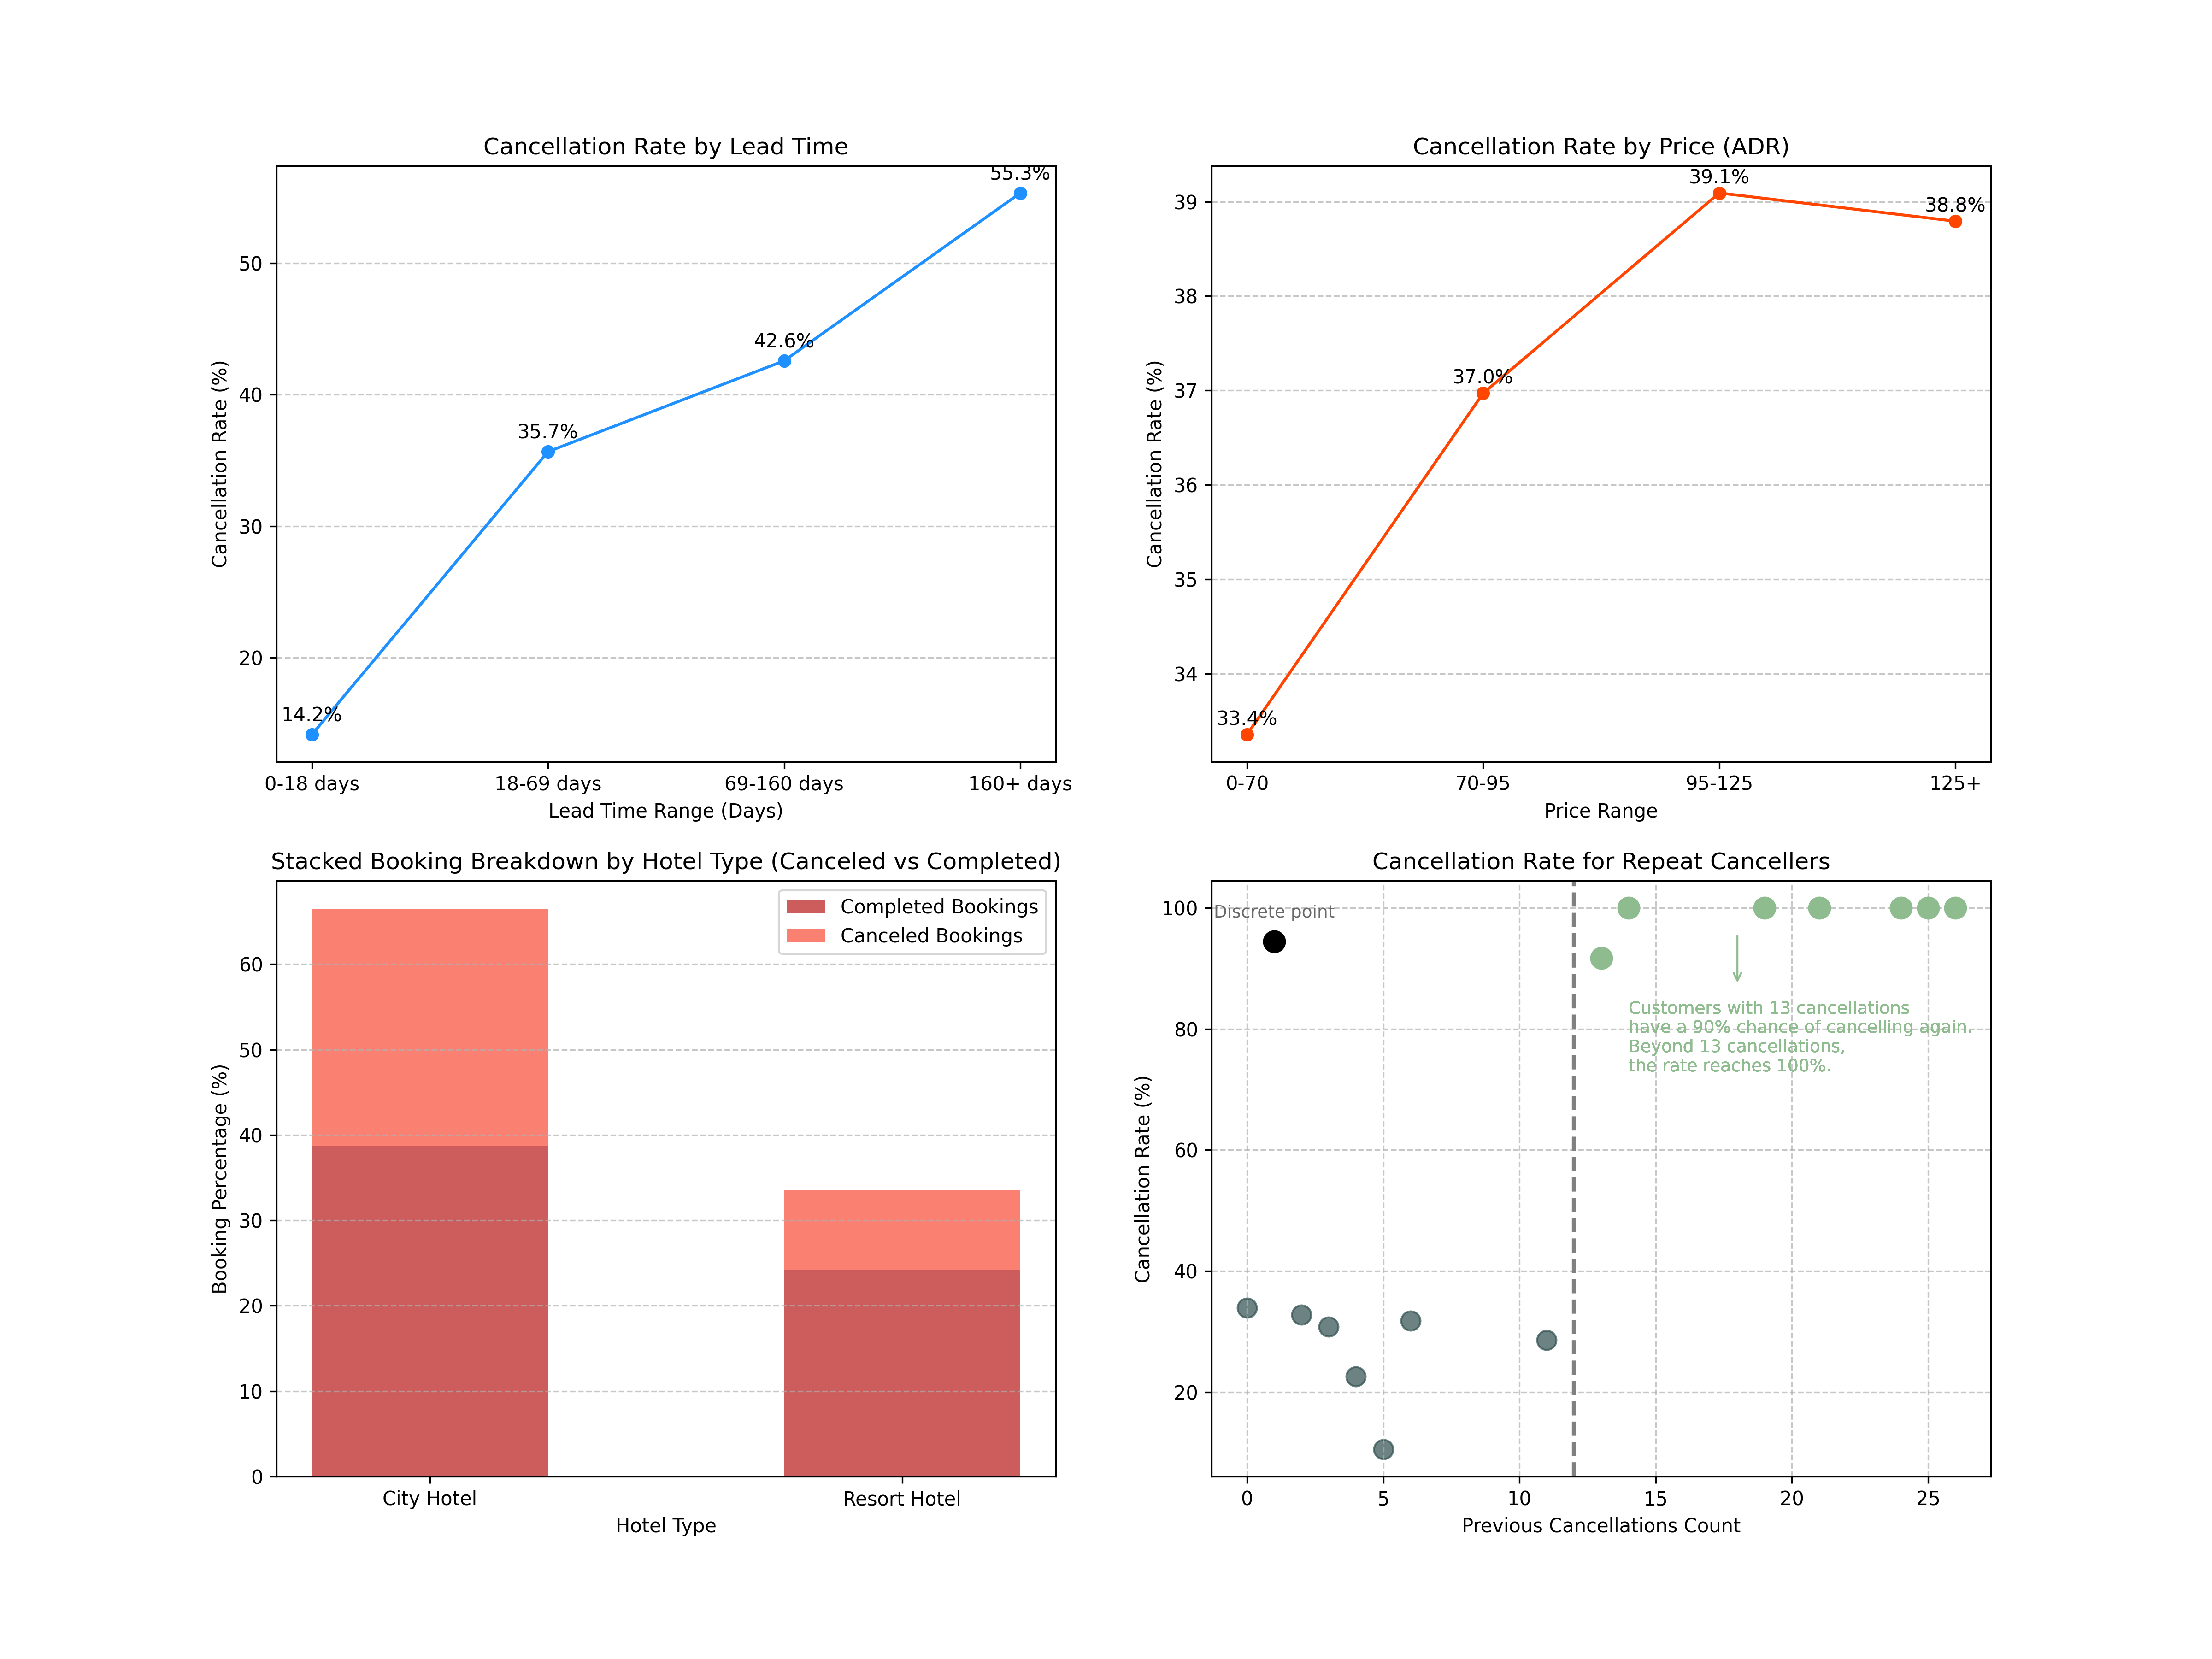 Cancellation Rate by Lead Time
Cancellation Rate (%)
50
40
30
20
14.2%
35.7%
42.6%
55.3%
0-18 days
18-69 days
69-160 days
160+ days
Lead Time Range (Days)
Cancellation Rate by Price (ADR)
Cancellation Rate (%)
39
38
37
36
35
34
33.4%
37.0%
39.1%
38.8%
0-70
70-95
95-125
125+
Price Range
Stacked Booking Breakdown by Hotel Type (Canceled vs Completed)
Completed Bookings
Canceled Bookings
Booking Percentage (%)
60
50
40
30
20
10
0
City Hotel
Resort Hotel
Hotel Type
Cancellation Rate for Repeat Cancellers
Cancellation Rate (%)
100
80
60
40
20
Discrete point
Customers with 13 cancellations
have a 90% chance of cancelling again.
Beyond 13 cancellations,
the rate reaches 100%.
0
5
10
15
20
25
Previous Cancellations Count